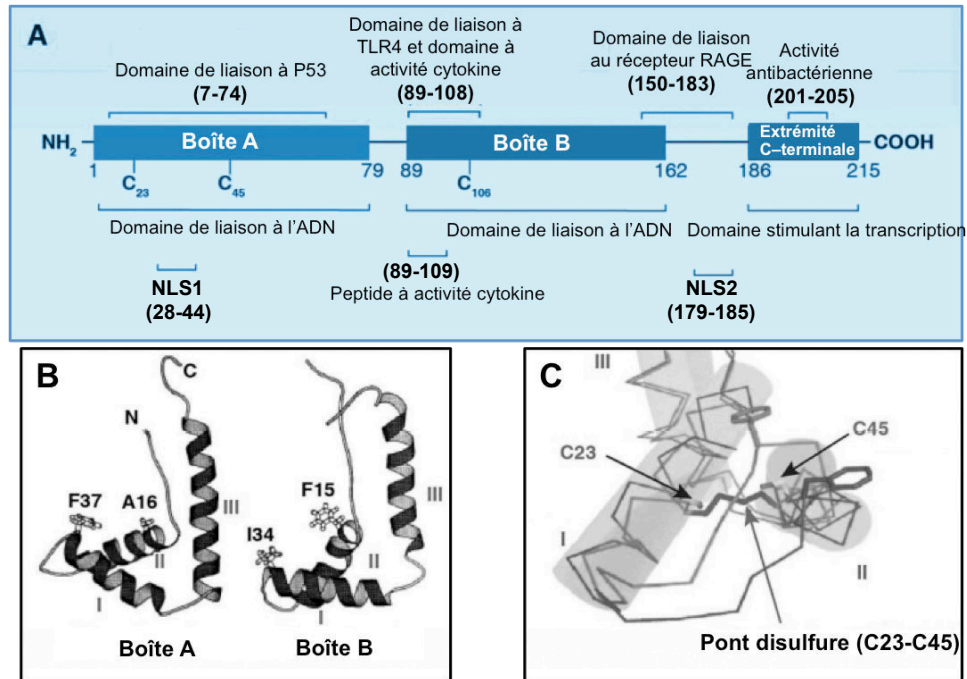 A
Domaine de liaison à P53
(7-74)
Domaine de liaison à
TLR4 et domaine à
activité cytokine
(89-108)
Domaine de liaison
au récepteur RAGE
(150-183)
Activité
antibactérienne
(201-205)
NH2
Boîte A
Boîte B
Extrémité
C–terminale
COOH
1
C23
C45
79
89
C106
162
186
215
Domaine de liaison à l'ADN
Domaine de liaison à l'ADN
Domaine stimulant la transcription
NLS1
(28-44)
(89-109)
Peptide à activité cytokine
NLS2
(179-185)
B
C
N
F37
A16
III
II
I
Boîte A
F15
I34
III
II
I
Boîte B
C
III
C23
C45
I
II
Pont disulfure (C23-C45)